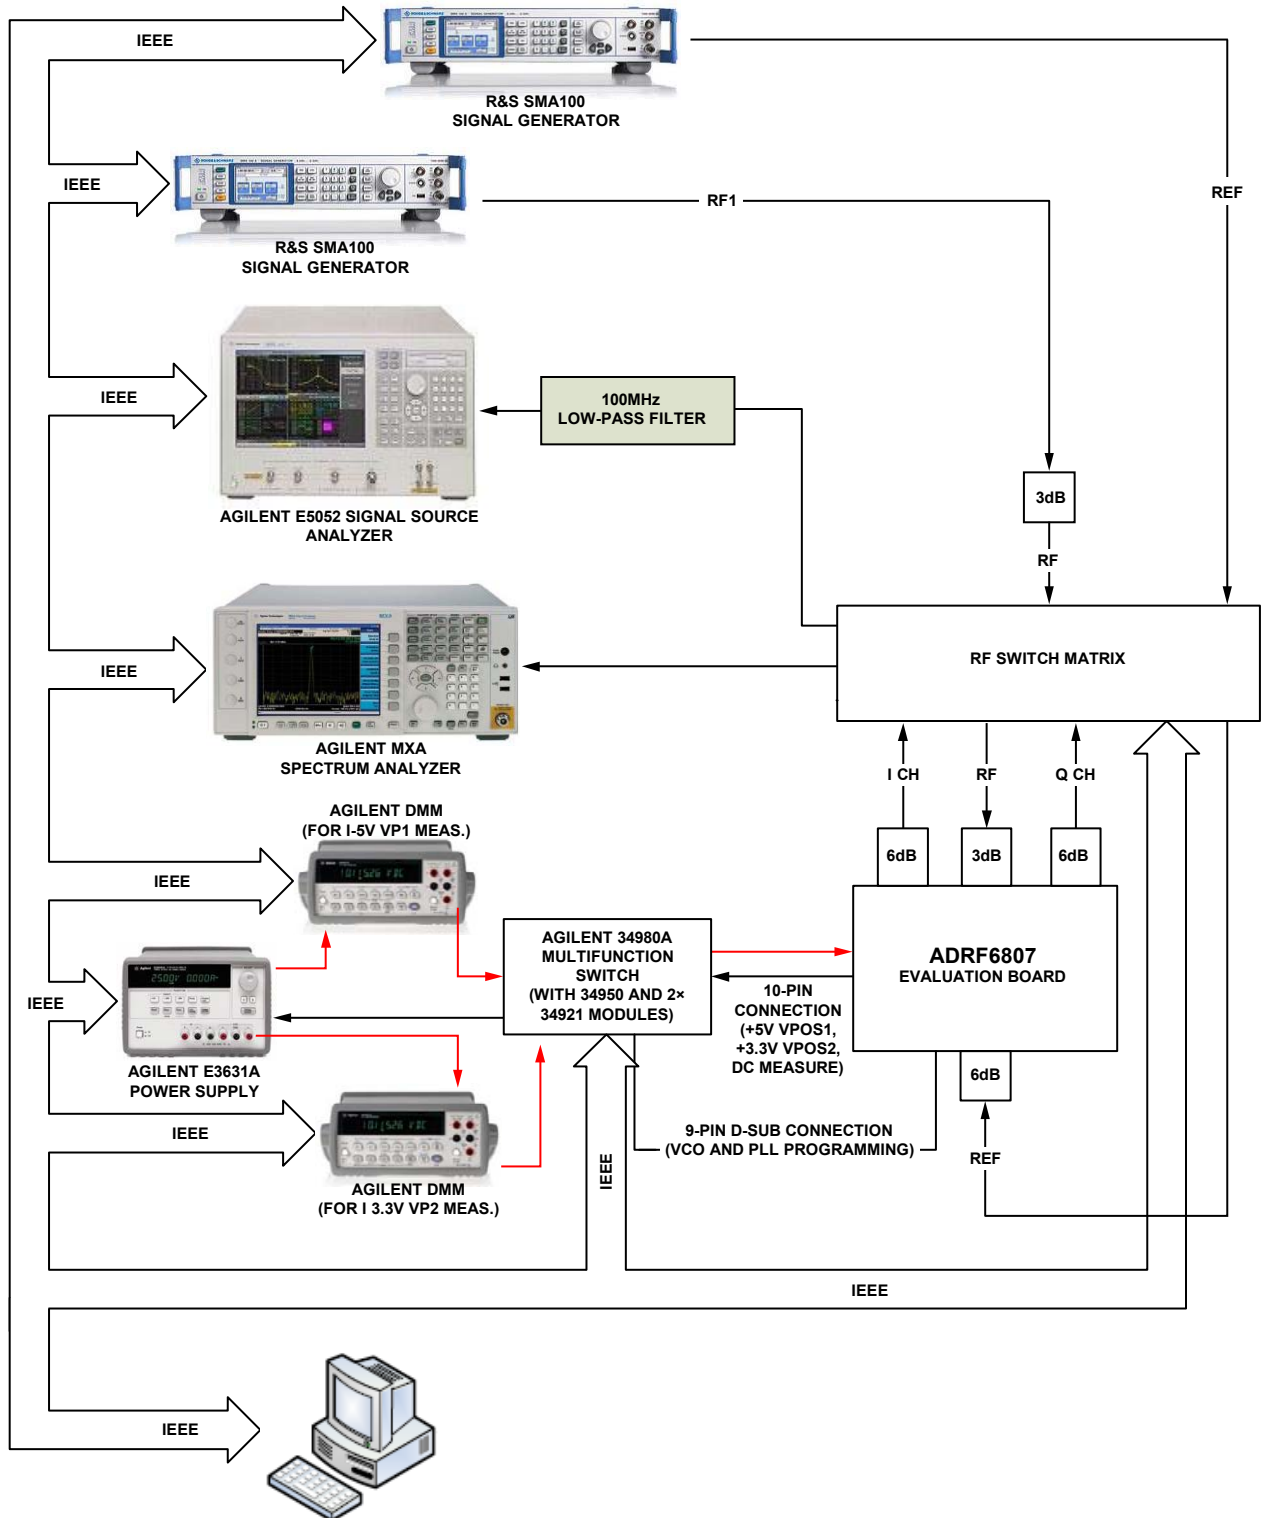 IEEE
R&S SMA100
SIGNAL GENERATOR
IEEE
RF1
REF
R&S SMA100
SIGNAL GENERATOR
IEEE
100MHz
LOW-PASS FILTER
3dB
AGILENT E5052 SIGNAL SOURCE
ANALYZER
RF
IEEE
RF SWITCH MATRIX
AGILENT MXA
SPECTRUM ANALYZER
I CH
RF
Q CH
AGILENT DMM
(FOR I-5V VP1 MEAS.)
6dB
3dB
6dB
IEEE
AGILENT 34980A
MULTIFUNCTION
SWITCH
(WITH 34950 AND 2×
34921 MODULES)
ADRF6807
EVALUATION BOARD
10-PIN
CONNECTION
(+5V VPOS1,
+3.3V VPOS2,
DC MEASURE)
IEEE
AGILENT E3631A
POWER SUPPLY
6dB
IEEE
9-PIN D-SUB CONNECTION
(VCO AND PLL PROGRAMMING)
REF
IEEE
AGILENT DMM
(FOR I 3.3V VP2 MEAS.)
IEEE
IEEE